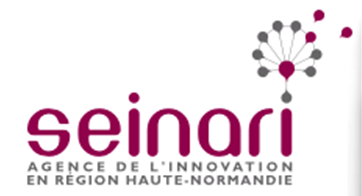 seinari
AGENCE DE L'INNOVATION
EN RÉGION HAUTE-NORMANDIE